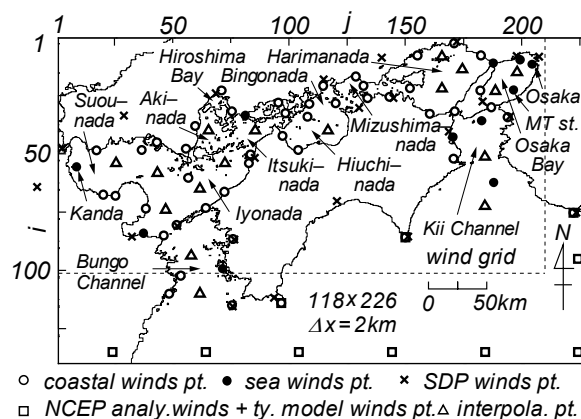 1 50 100 j 150 200
1
50
i
100
Hiroshima Bay
Harimanada
Bingonada
Suou-nada
Aki-nada
Osaka
MT st.
Osaka Bay
Mizushima nada
Itsuki-nada
Hiuchi-nada
Kanda
Iyonada
Kii Channel
Bungo Channel
wind grid
N
118x226
Δx=2km
0 50km
coastal winds pt. sea winds pt. SDP winds pt.
NCEP analy.winds + ty. model winds pt. interpola. pt.